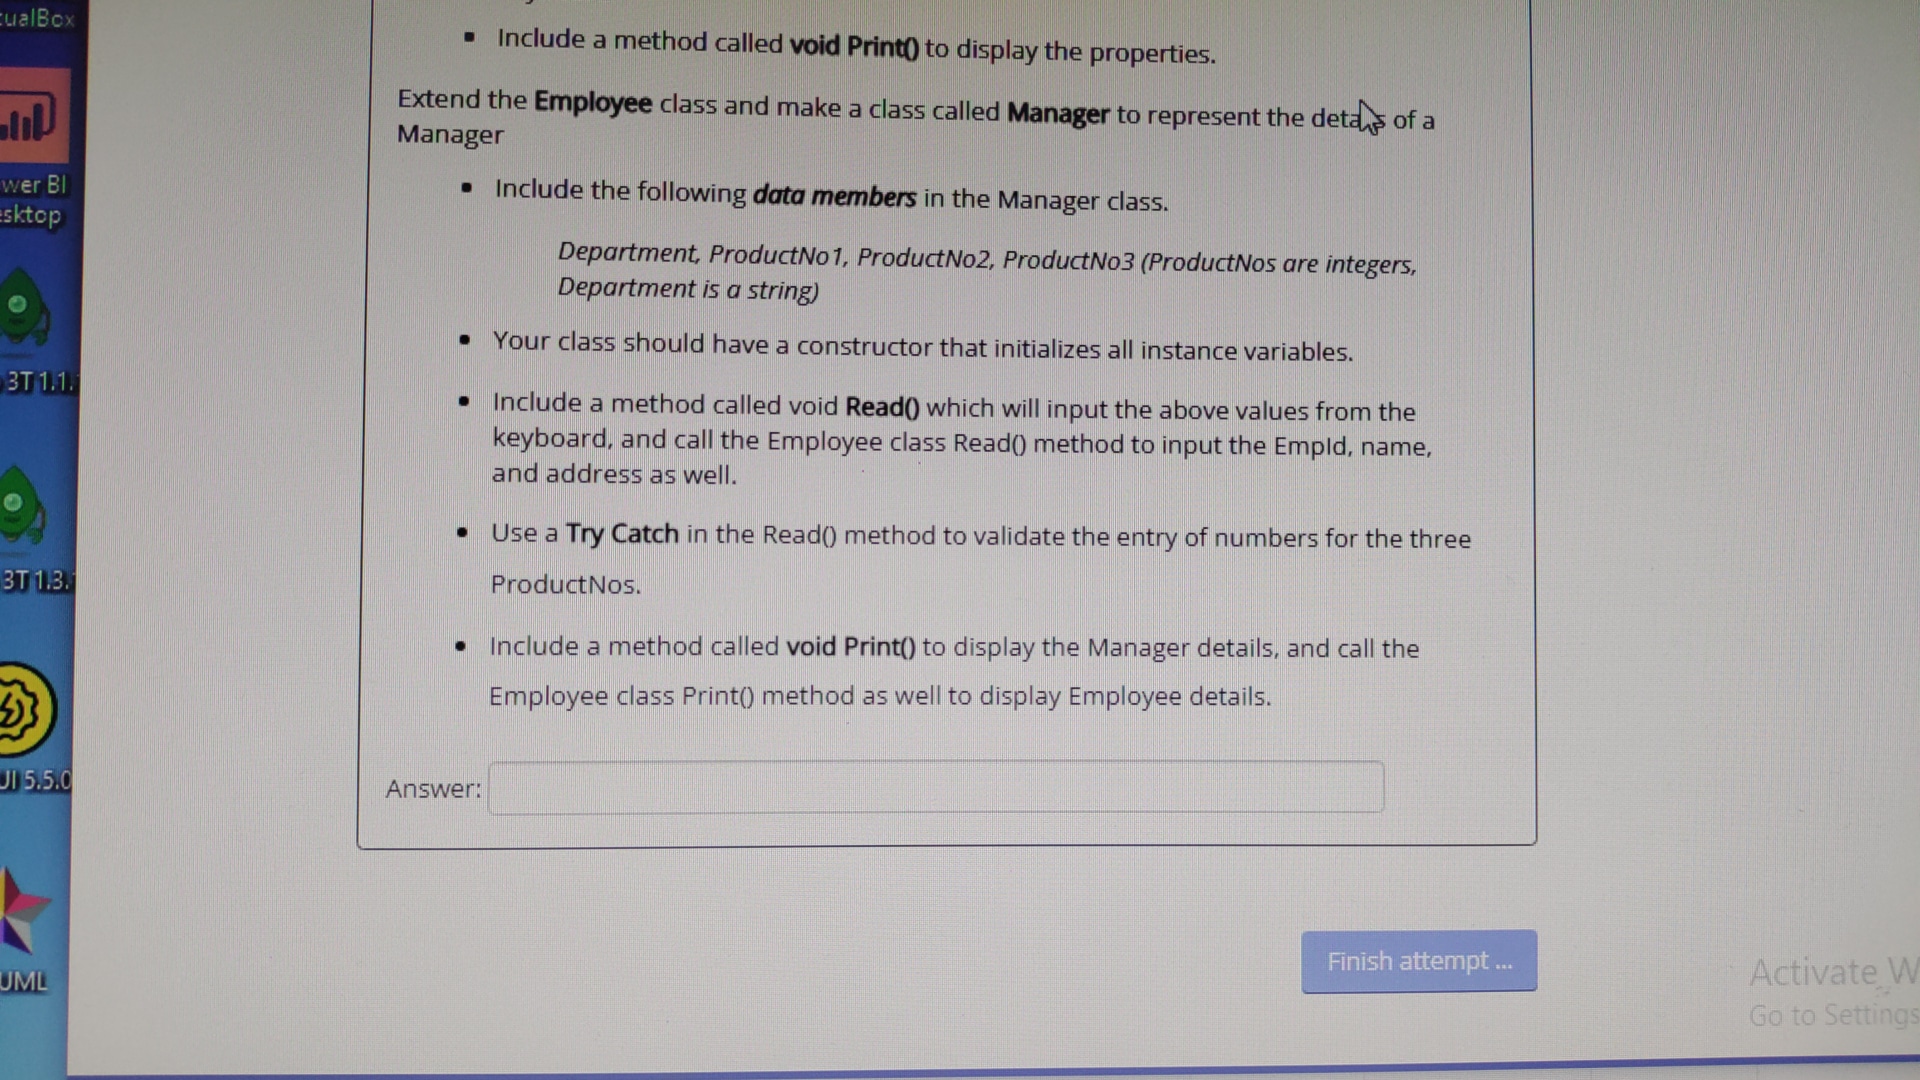 tualBox
wer BI
esktop
3T 1.1.
3T 1.3.
UI 5.5.0
UML
▪ Include a method called void Print() to display the properties.
Extend the Employee class and make a class called Manager to represent the details of a
Manager
• Include the following data members in the Manager class.
Department, ProductNo1, ProductNo2, ProductNo3 (ProductNos are integers,
Department is a string)
• Your class should have a constructor that initializes all instance variables.
• Include a method called void Read() which will input the above values from the
keyboard, and call the Employee class Read() method to input the EmpId, name,
and address as well.
• Use a Try Catch in the Read() method to validate the entry of numbers for the three
ProductNos.
• Include a method called void Print() to display the Manager details, and call the
Employee class Print() method as well to display Employee details.
Answer:
Finish attempt ...
Activate W
Go to Settings